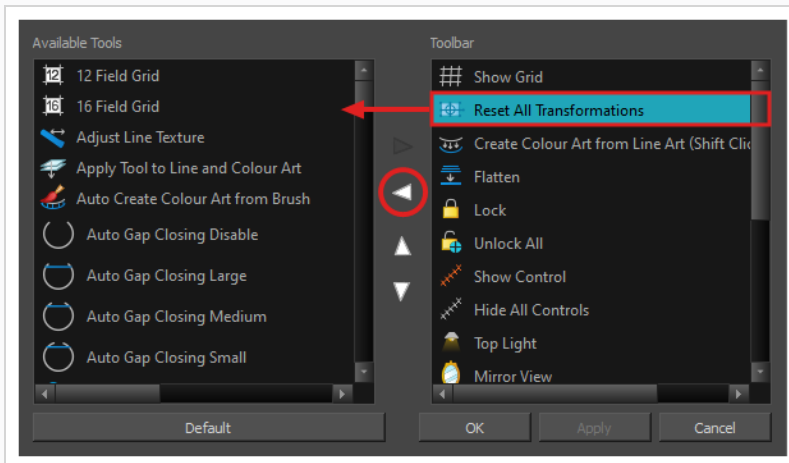 Available Tools
12 12 Field Grid
16 16 Field Grid
Adjust Line Texture
Apply Tool to Line and Colour Art
Auto Create Colour Art from Brush
Auto Gap Closing Disable
Auto Gap Closing Large
Auto Gap Closing Medium
Auto Gap Closing Small
Default
Toolbar
Show Grid
Reset All Transformations
Create Colour Art from Line Art (Shift Clic
Flatten
Lock
Unlock All
Show Control
Hide All Controls
Top Light
Mirror View
OK Apply Cancel